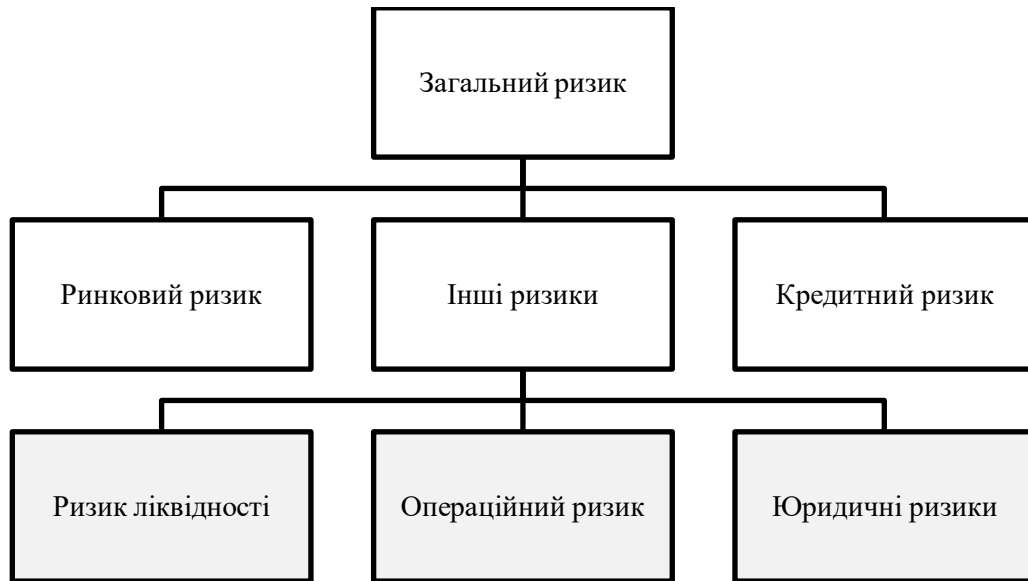 Загальний ризик
Ринковий ризик
Інші ризики
Кредитний ризик
Ризик ліквідності
Операційний ризик
Юридичні ризики